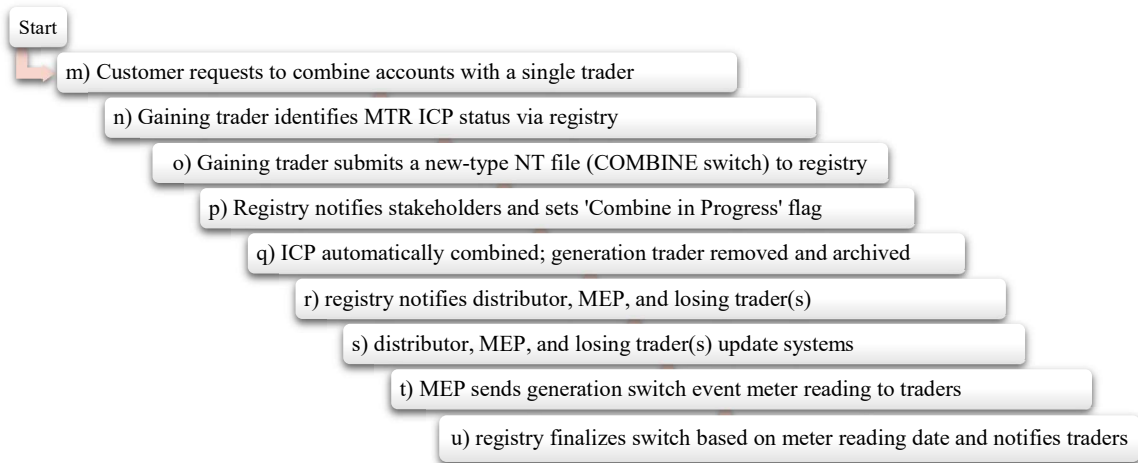 Start
m) Customer requests to combine accounts with a single trader
n) Gaining trader identifies MTR ICP status via registry
o) Gaining trader submits a new-type NT file (COMBINE switch) to registry
p) Registry notifies stakeholders and sets 'Combine in Progress' flag
q) ICP automatically combined; generation trader removed and archived
r) registry notifies distributor, MEP, and losing trader(s)
s) distributor, MEP, and losing trader(s) update systems
t) MEP sends generation switch event meter reading to traders
u) registry finalizes switch based on meter reading date and notifies traders